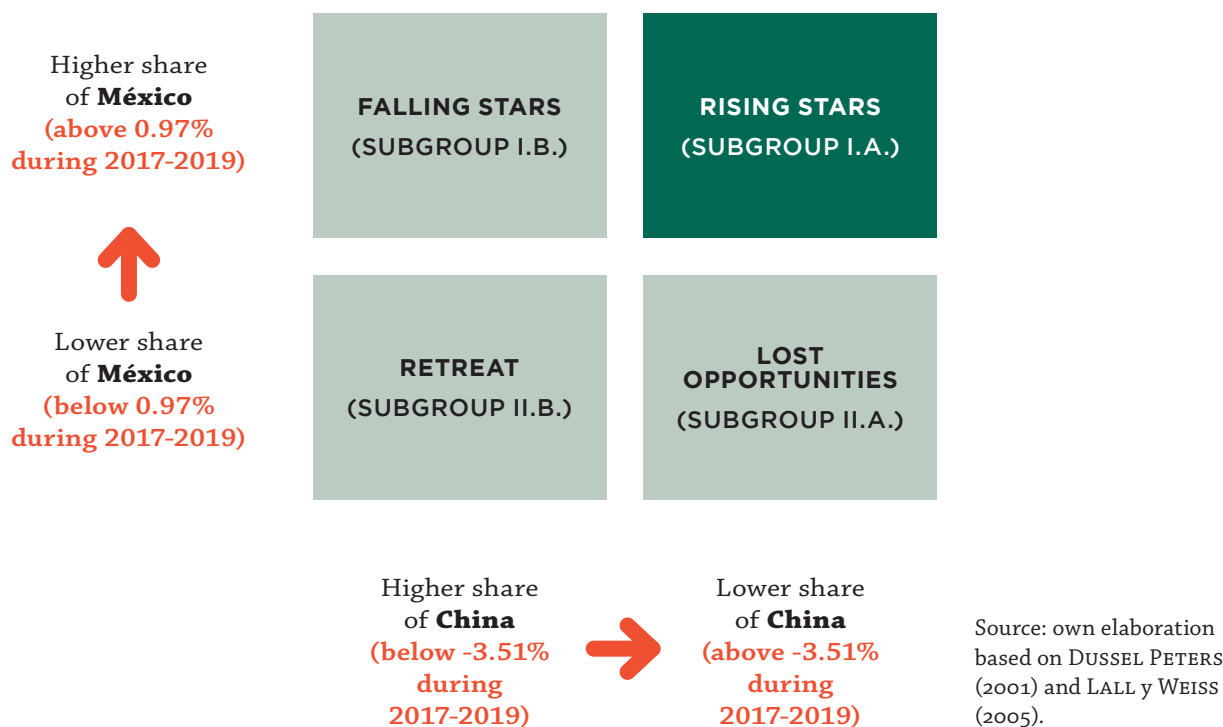 Higher share
of México
(above 0.97%
during 2017-2019)
FALLING STARS
(SUBGROUP I.B.)
RISING STARS
(SUBGROUP I.A.)
Lower share
of México
(below 0.97%
during 2017-2019)
RETREAT
(SUBGROUP II.B.)
LOST
OPPORTUNITIES
(SUBGROUP II.A.)
Higher share
of China
(below -3.51%
during
2017-2019)
Lower share
of China
(above -3.51%
during
2017-2019)
Source: own elaboration
based on DUSSEL PETERS
(2001) and LALL y WEISS
(2005).